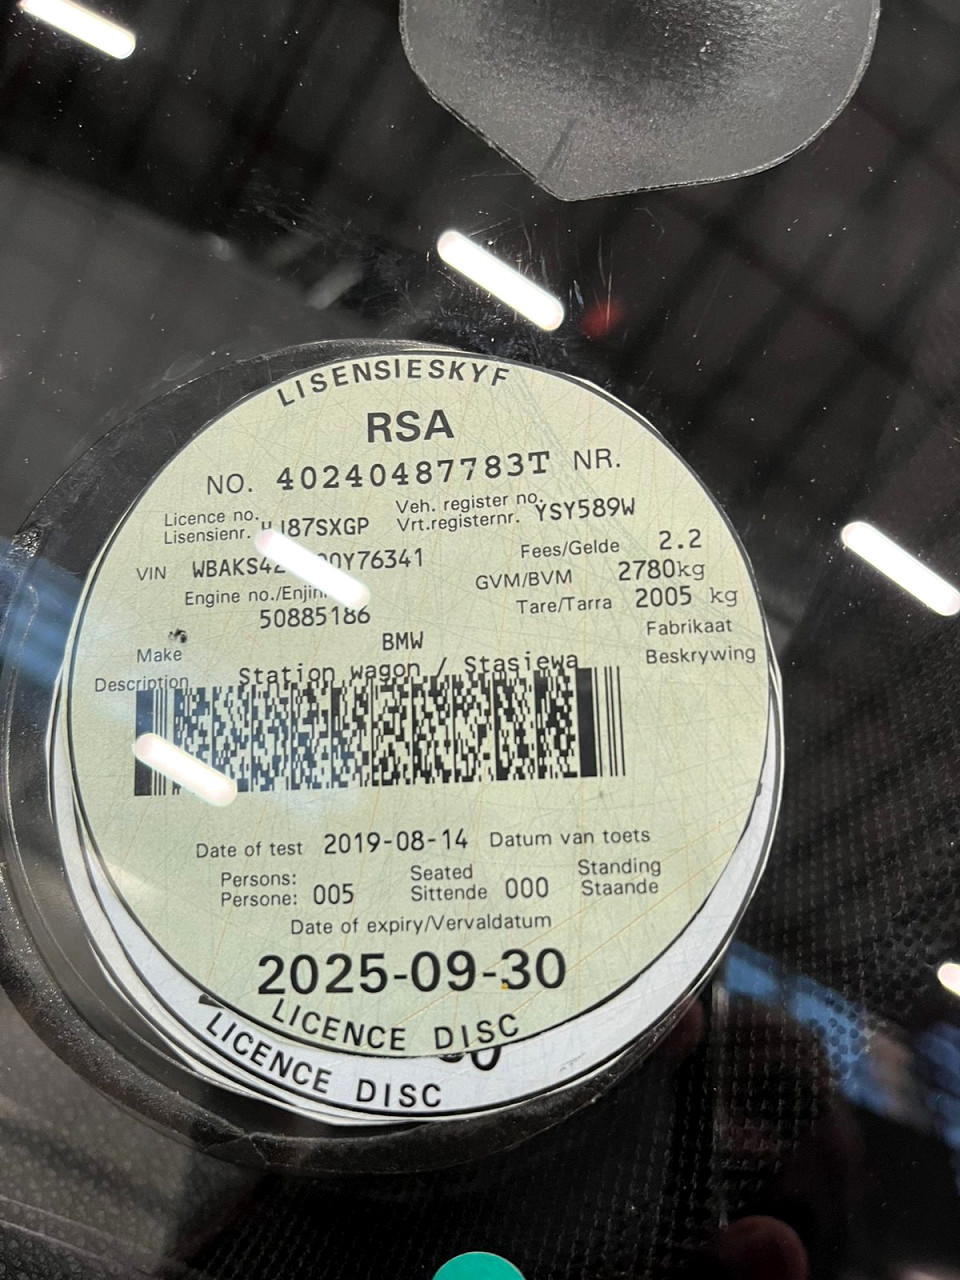 LISENSIESKYF
RSA
NO. 40240487783T NR.
Licence no. Veh. register no. YSY589W
Lisensienr. Vrt.registernr.
Fees/Gelde 2.2
VIN
GVM/BVM 2780kg
Engine no./Enjin
Tare/Tarra 2005 kg
50885186
Fabrikaat
BMW
Make
Beskrywing
Station wagon / Stasiewa
Description
Date of test 2019-08-14 Datum van toets
Persons: Seated Standing
Persone: 005 Sittende 000 Staande
Date of expiry/Vervaldatum
2025-09-30
LICENCE DISC
LICENCE DISC